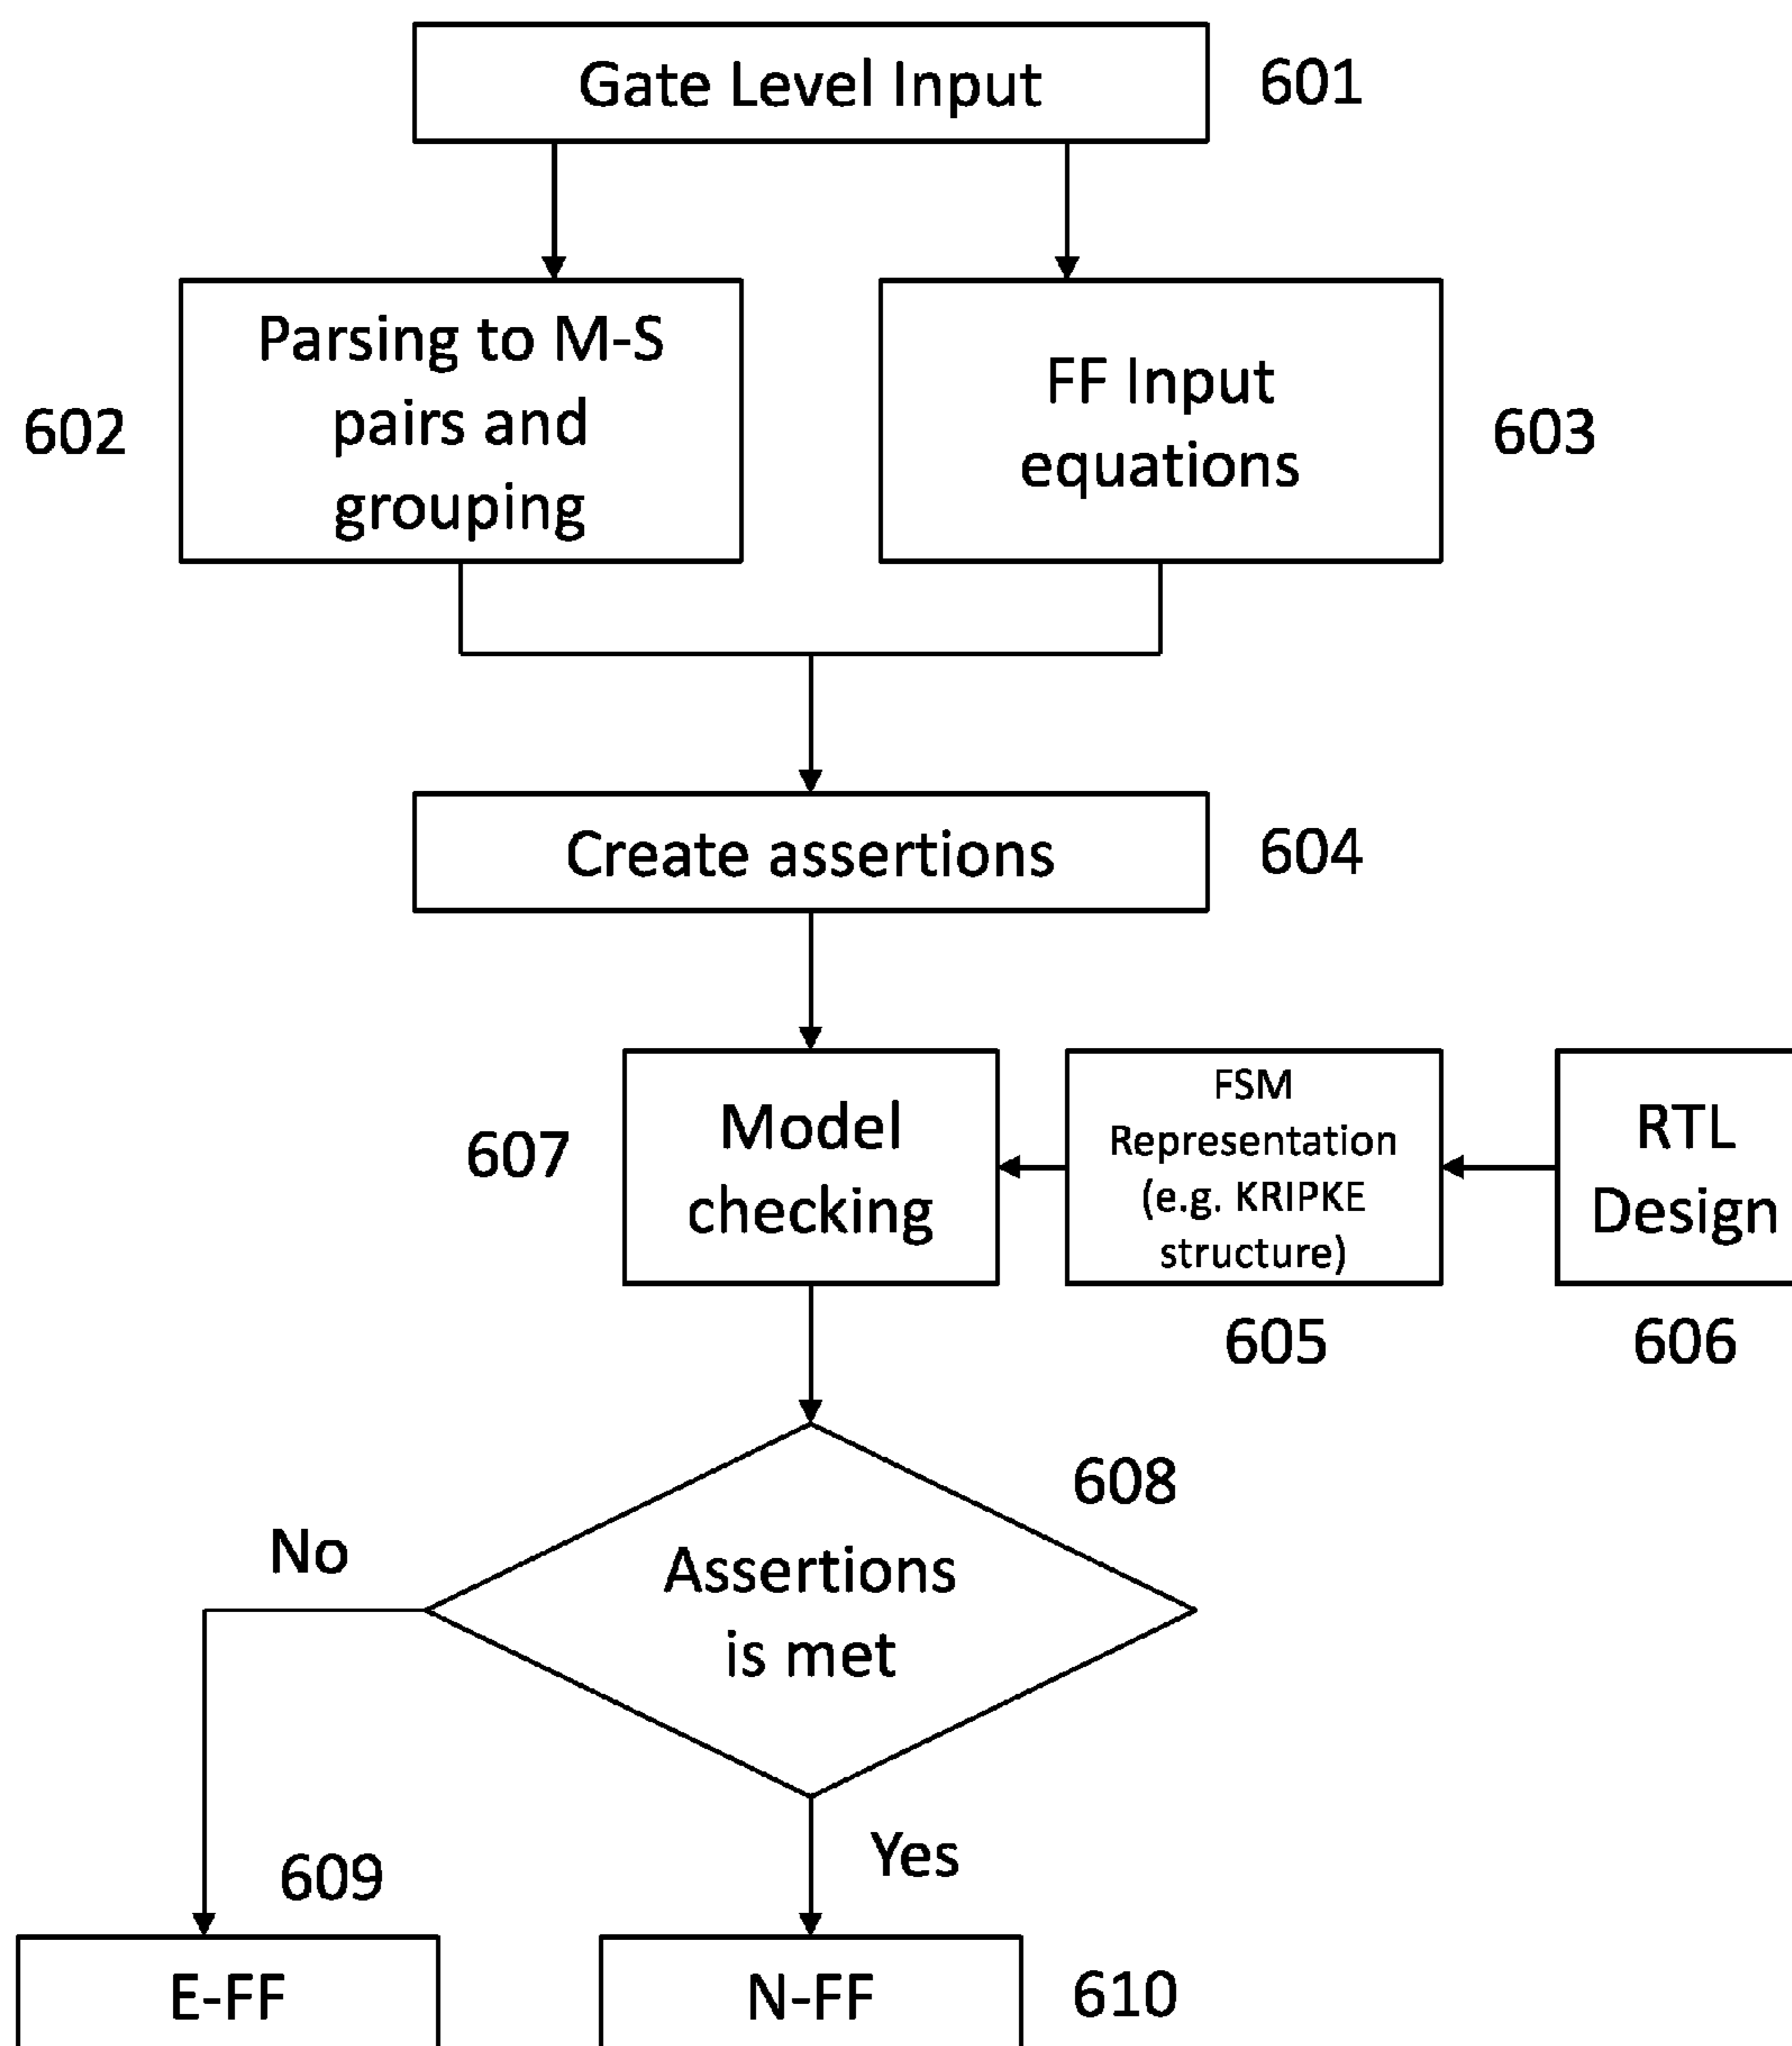 Gate Level Input
601
Parsing to M-S
pairs and
grouping
602
FF Input
equations
603
Create assertions
604
Model
checking
607
FSM
Representation
(e.g. KRIPKE
structure)
605
RTL
Design
606
608
Assertions
is met
No
Yes
609
E-FF
N-FF
610